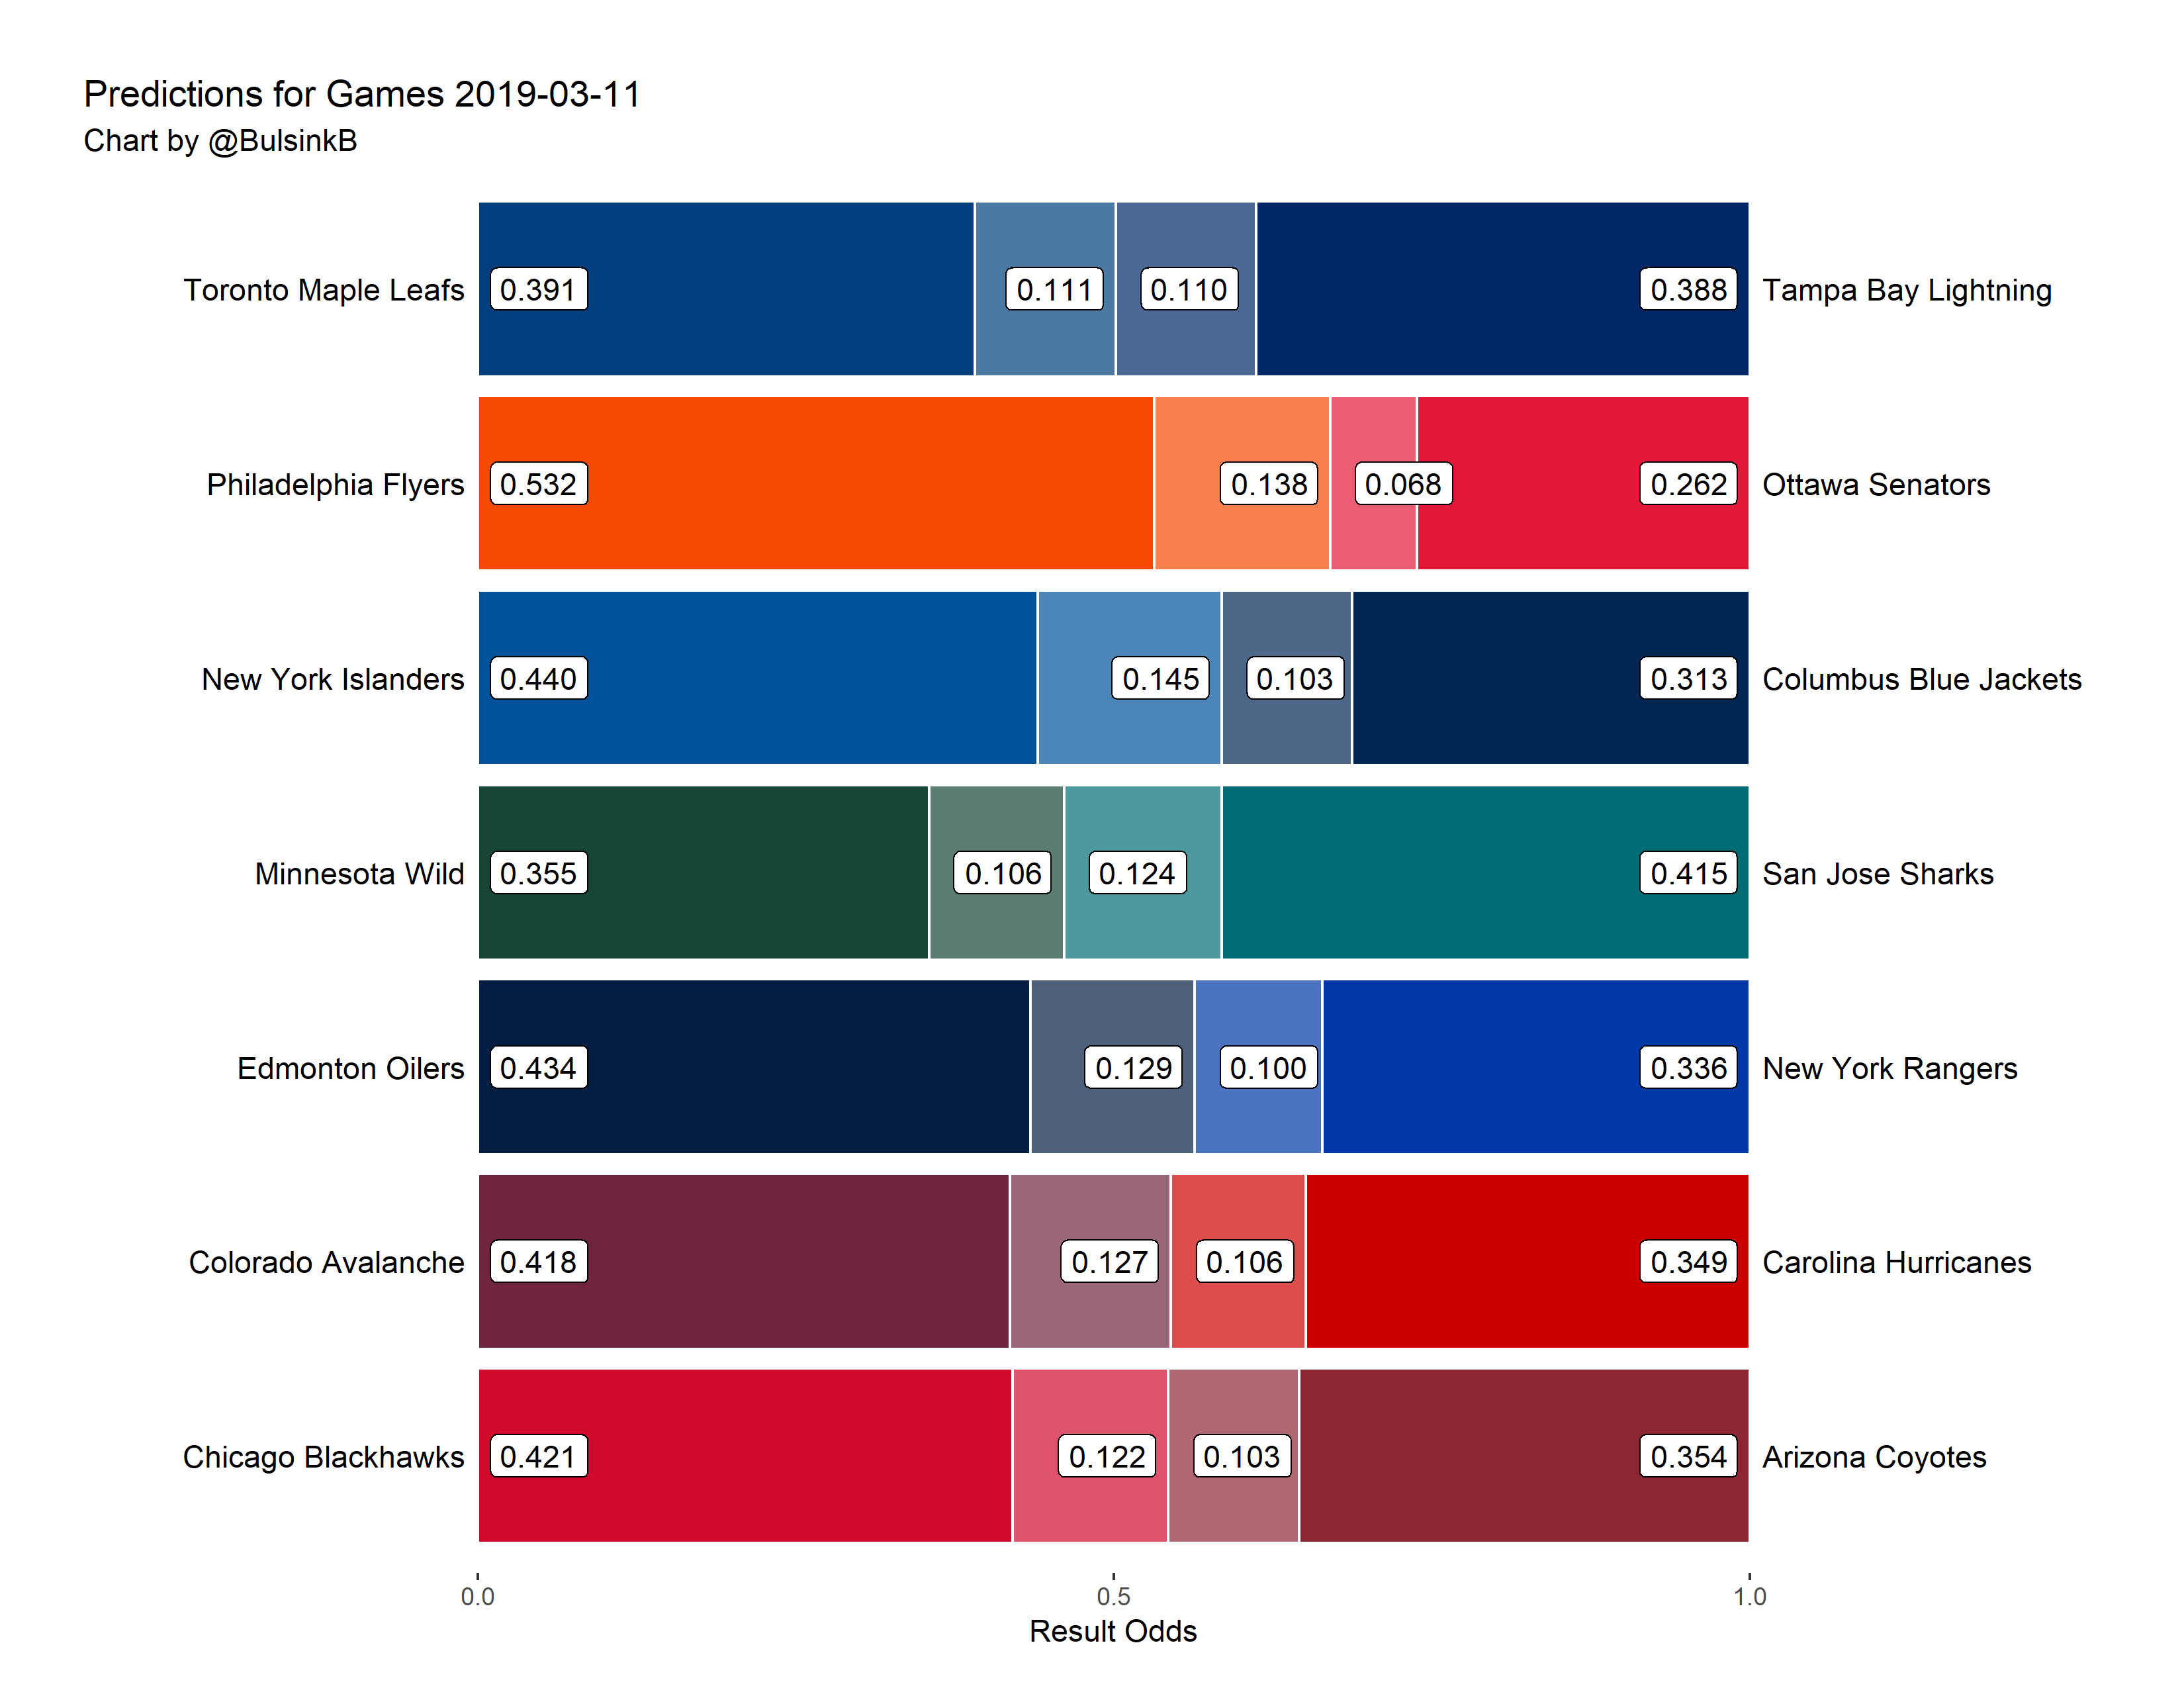 Predictions for Games 2019-03-11
Chart by @BulsinkB
Toronto Maple Leafs 0.391 0.111 0.110 0.388 Tampa Bay Lightning
Philadelphia Flyers 0.532 0.138 0.068 0.262 Ottawa Senators
New York Islanders 0.440 0.145 0.103 0.313 Columbus Blue Jackets
Minnesota Wild 0.355 0.106 0.124 0.415 San Jose Sharks
Edmonton Oilers 0.434 0.129 0.100 0.336 New York Rangers
Colorado Avalanche 0.418 0.127 0.106 0.349 Carolina Hurricanes
Chicago Blackhawks 0.421 0.122 0.103 0.354 Arizona Coyotes
0.0 0.5 1.0
Result Odds